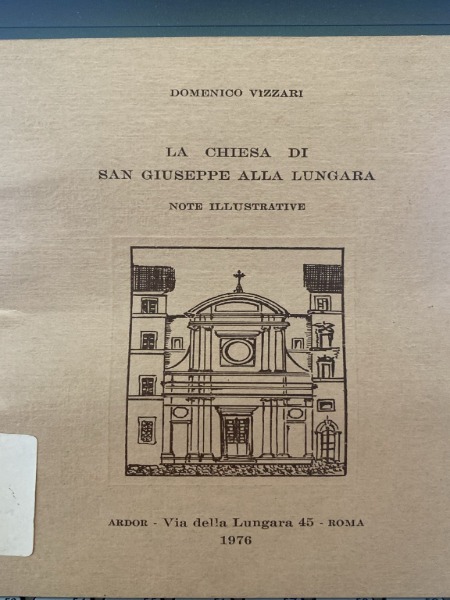 DOMENICO VIZZARI
LA CHIESA DI
SAN GIUSEPPE ALLA LUNGARA
NOTE ILLUSTRATIVE
ARDOR - Via della Lungara 45 - ROMA
1976